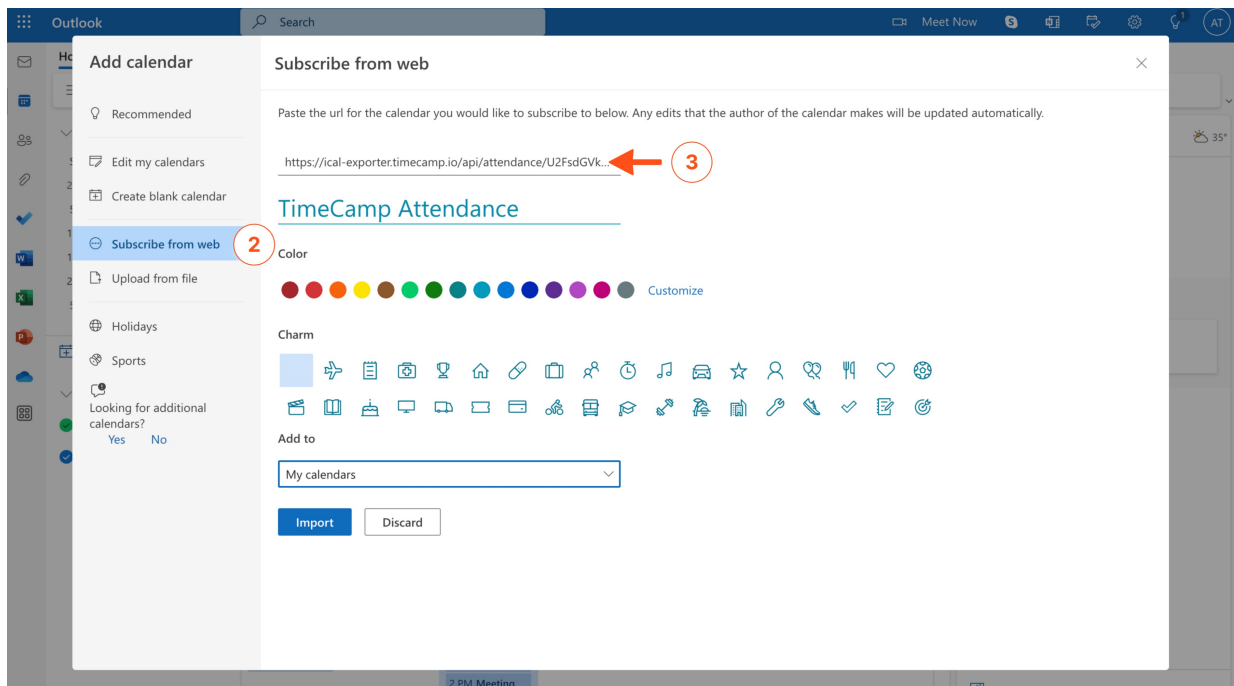 Outlook
Search
Meet Now
1
AT
Add calendar
Subscribe from web
Recommended
Paste the url for the calendar you would like to subscribe to below. Any edits that the author of the calendar makes will be updated automatically.
35°
Edit my calendars
https://ical-exporter.timecamp.io/api/attendance/U2FsdGVk...
3
Create blank calendar
TimeCamp Attendance
Subscribe from web
2
Color
Upload from file
Customize
Holidays
Charm
Sports
Looking for additional
calendars?
Yes No
Add to
My calendars
Import
Discard
2 PM Meeting